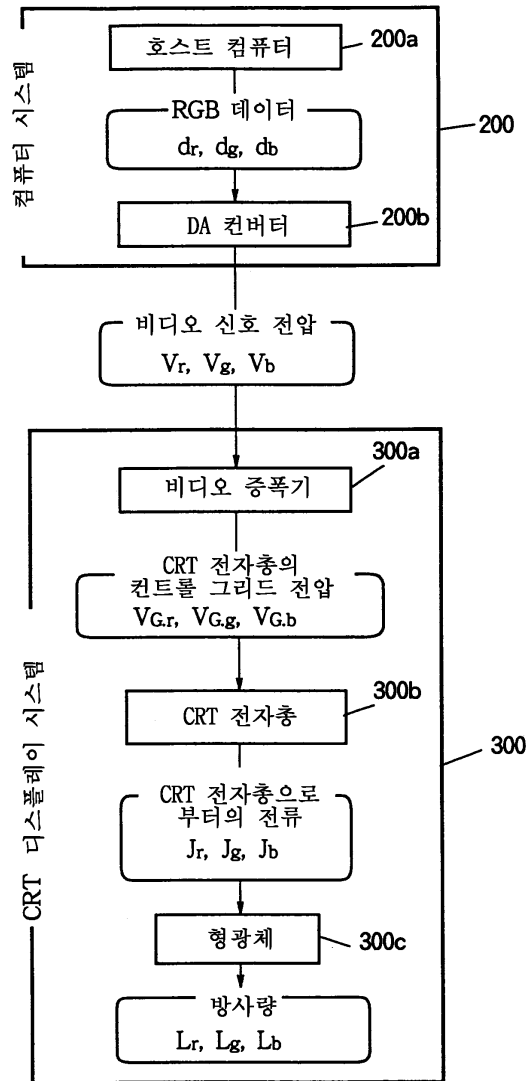 호스트 컴퓨터
200a
RGB 데이터
dr, dg, db
DA 컨버터
200b
컴퓨터 시스템
200
비디오 신호 전압
Vr, Vg, Vb
비디오 증폭기
300a
CRT 전자총의
컨트롤 그리드 전압
VG.r, VG.g, VG.b
CRT 전자총
300b
CRT 전자총으로
부터의 전류
Jr, Jg, Jb
형광체
300c
방사량
Lr, Lg, Lb
CRT 디스플레이 시스템
300